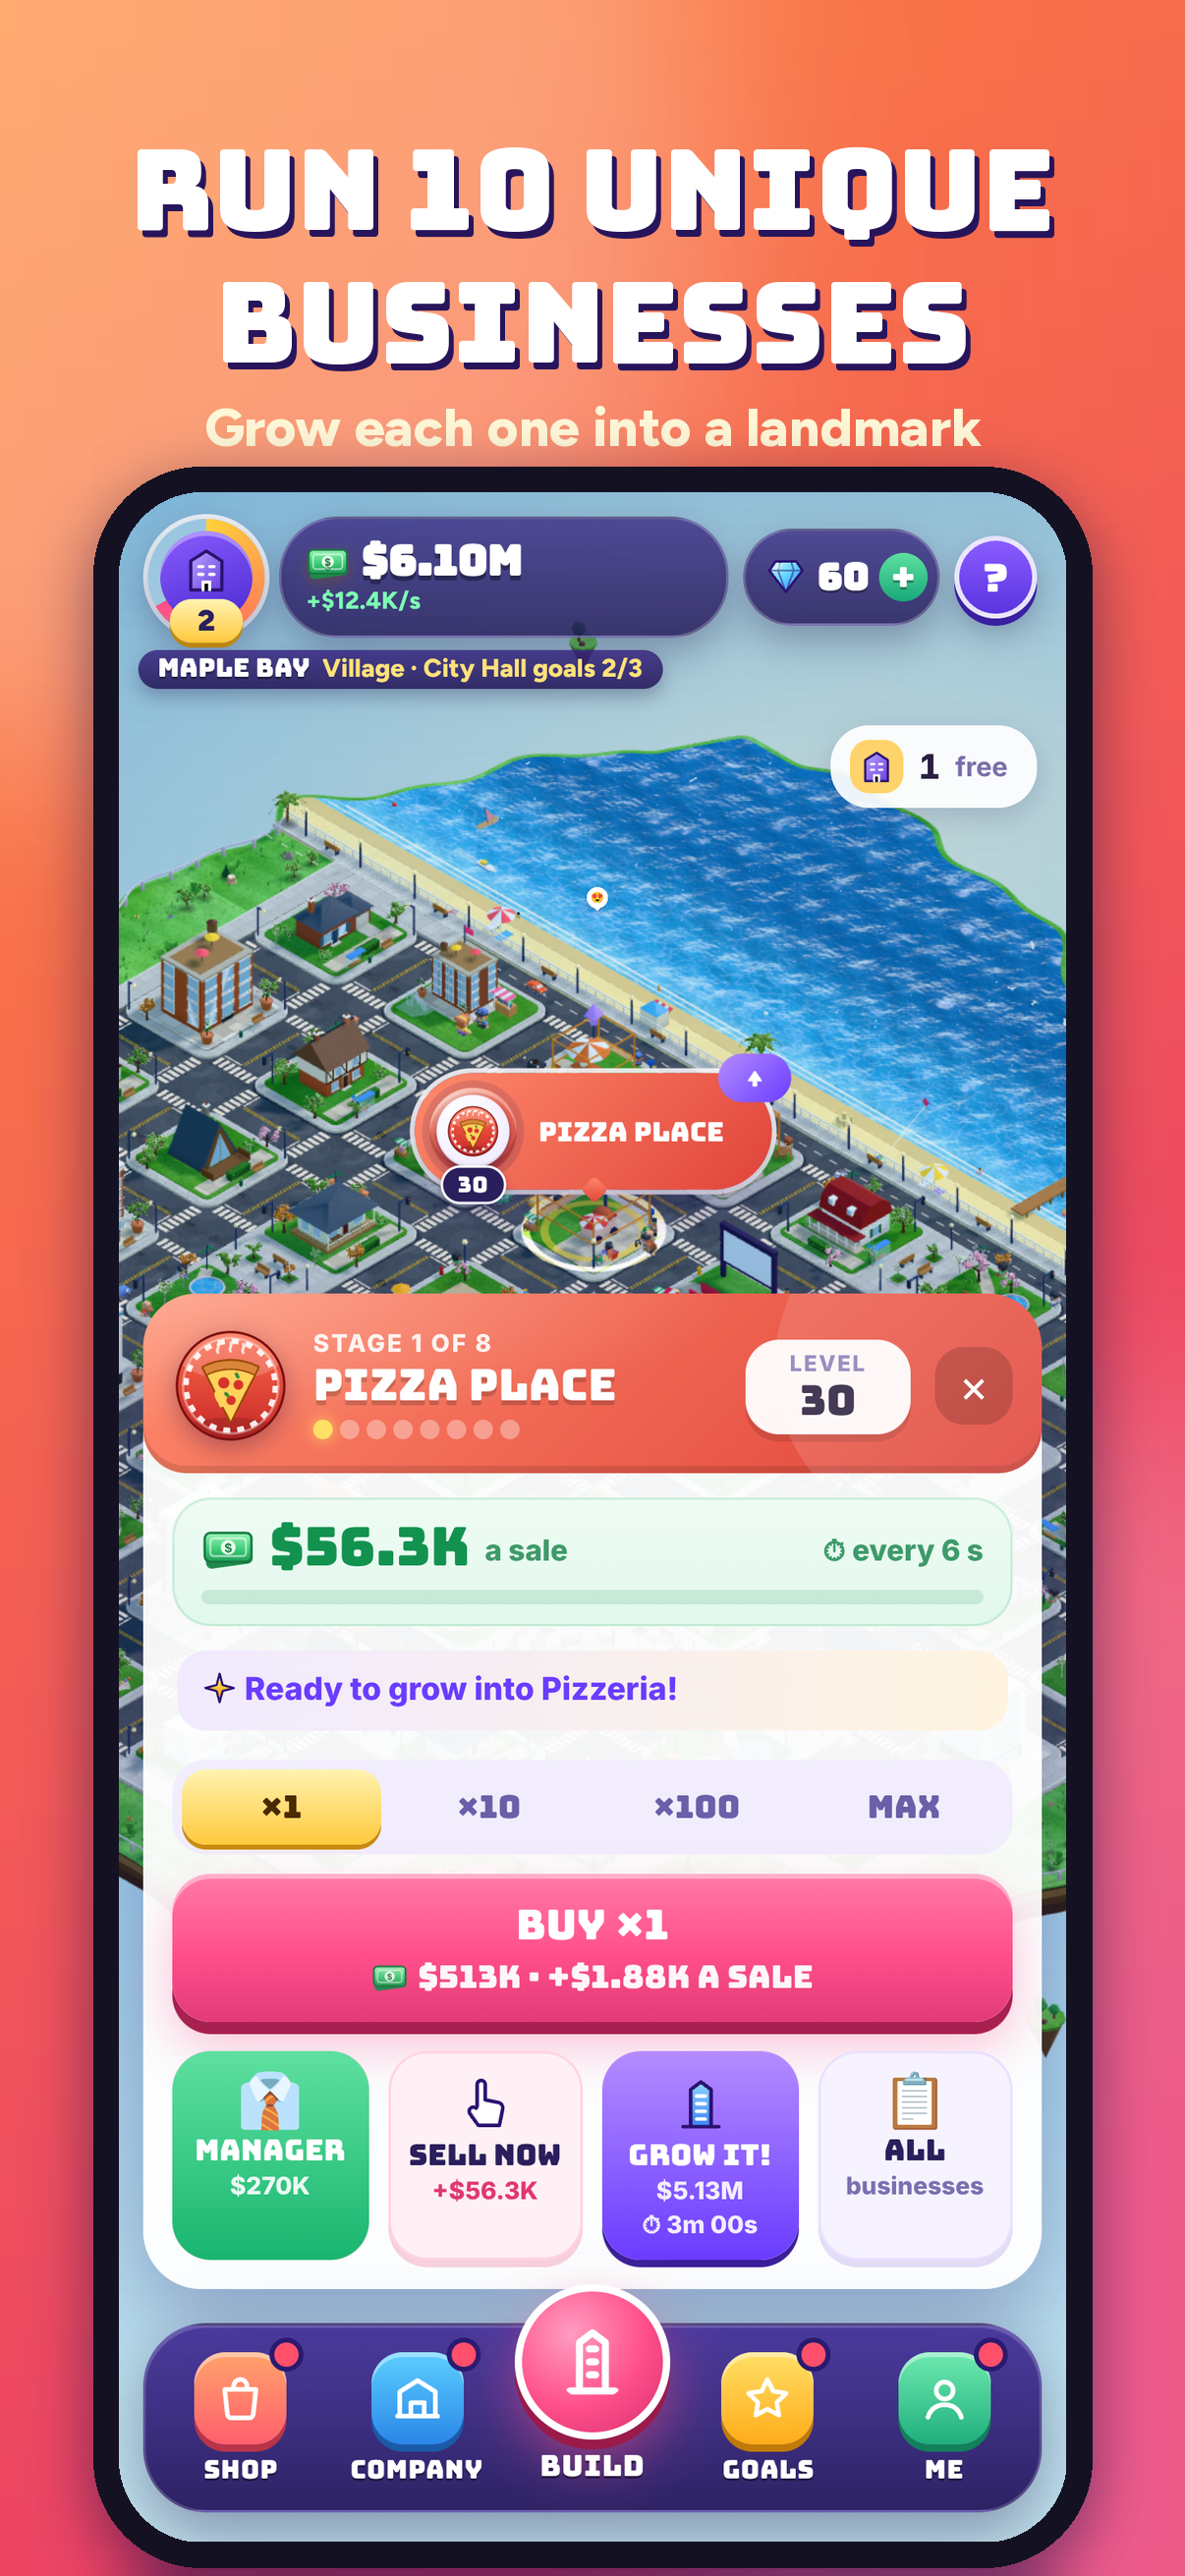 RUN 10 UNIQUE
BUSINESSES
Grow each one into a landmark
$6.10M
+$12.4K/s
60
+
?
2
MAPLE BAY Village · City Hall goals 2/3
1 free
PIZZA PLACE
30
STAGE 1 OF 8
PIZZA PLACE
LEVEL
30
×
$56.3K a sale
every 6 s
Ready to grow into Pizzeria!
×1 ×10 ×100 MAX
BUY ×1
$513K · +$1.88K A SALE
MANAGER
$270K
SELL NOW
+$56.3K
GROW IT!
$5.13M
3m 00s
ALL
businesses
SHOP
COMPANY
BUILD
GOALS
ME